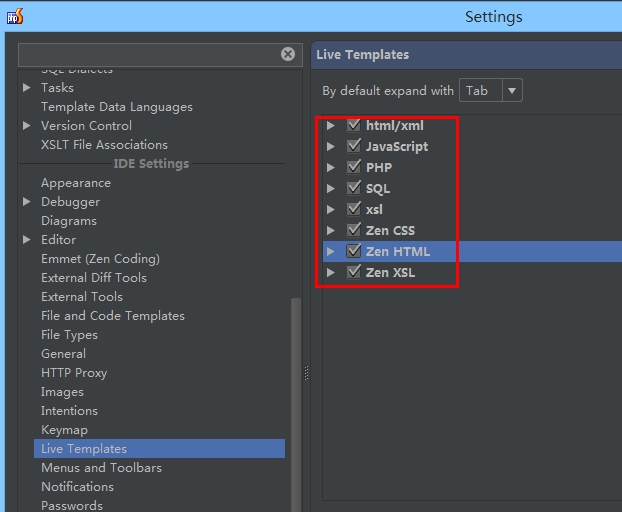 php
Settings
SQL Dialects
Tasks
Template Data Languages
Version Control
XSLT File Associations
IDE Settings
Appearance
Debugger
Diagrams
Editor
Emmet (Zen Coding)
External Diff Tools
External Tools
File and Code Templates
File Types
General
HTTP Proxy
Images
Intentions
Keymap
Live Templates
Menus and Toolbars
Notifications
Passwords
Live Templates
By default expand with Tab
html/xml
JavaScript
PHP
SQL
xsl
Zen CSS
Zen HTML
Zen XSL